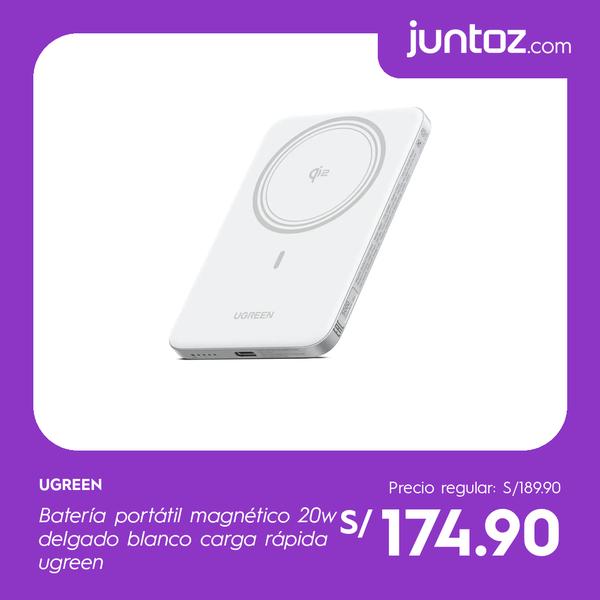 juntoz.com
Qi2
UGREEN
UGREEN
Precio regular: S/189.90
Batería portátil magnético 20w
delgado blanco carga rápida
ugreen
S/174.90